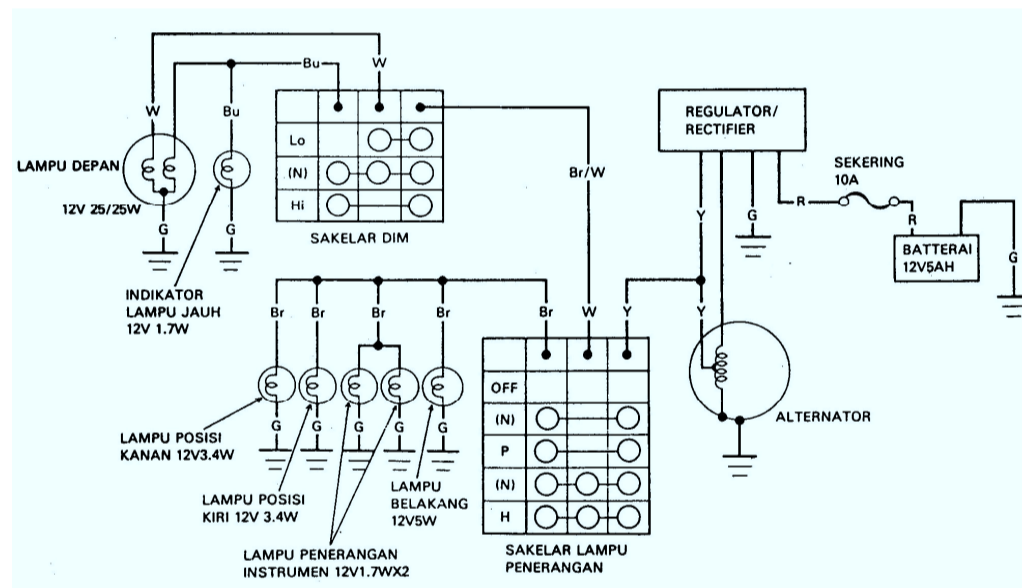 Bu
W
W
Bu
LAMPU DEPAN
12V 25/25W
G
G
Lo
(N)
Hi
SAKELAR DIM
Br/W
REGULATOR/
RECTIFIER
SEKERING
10A
Y
G
R
R
BATTERAI
12V5AH
G
INDIKATOR
LAMPU JAUH
12V 1.7W
Br
Br
Br
Br
Br
W
Y
Y
OFF
(N)
P
(N)
H
ALTERNATOR
G
G
G
G
G
LAMPU POSISI
KANAN 12V3.4W
LAMPU POSISI
KIRI 12V 3.4W
LAMPU
BELAKANG
12V5W
LAMPU PENERANGAN
INSTRUMEN 12V1.7WX2
SAKELAR LAMPU
PENERANGAN